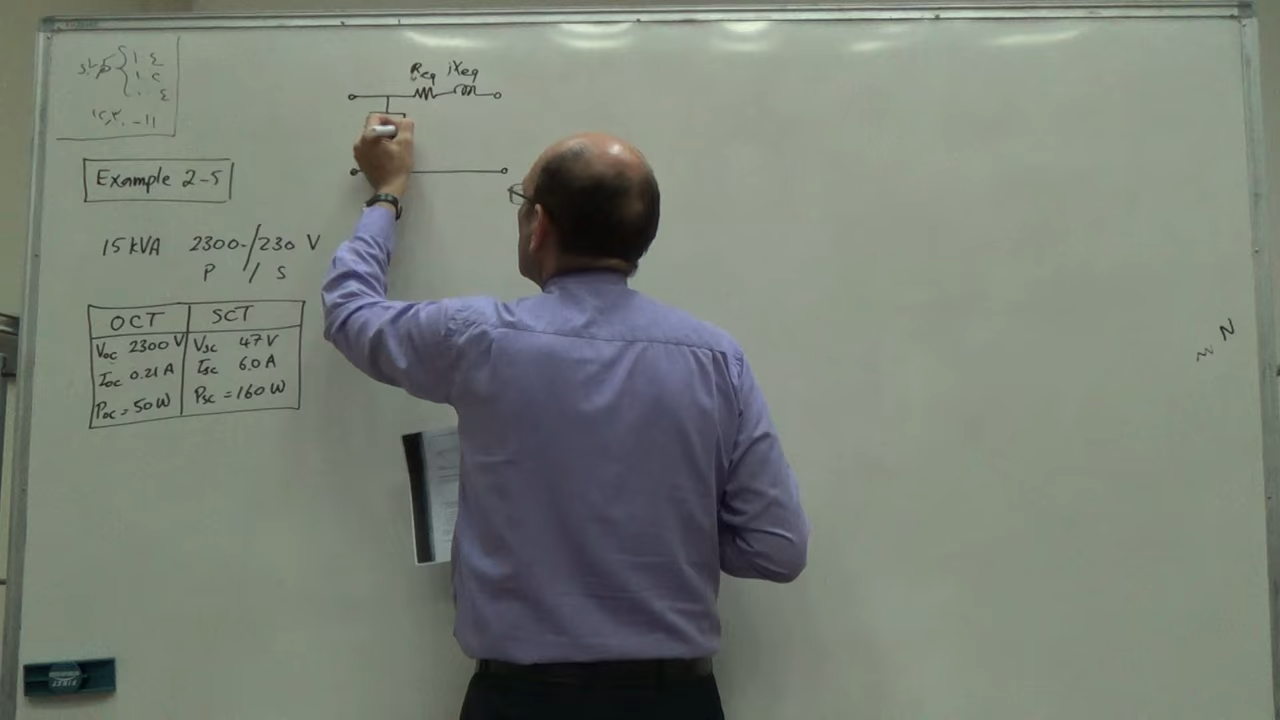 Req jXeq
Example 2-5
15 kVA 2300/230 V
P / S
OCT SCT
Voc 2300 V Vsc 47 V
Ioc 0.21 A Isc 6.0 A
Poc = 50 W Psc = 160 W